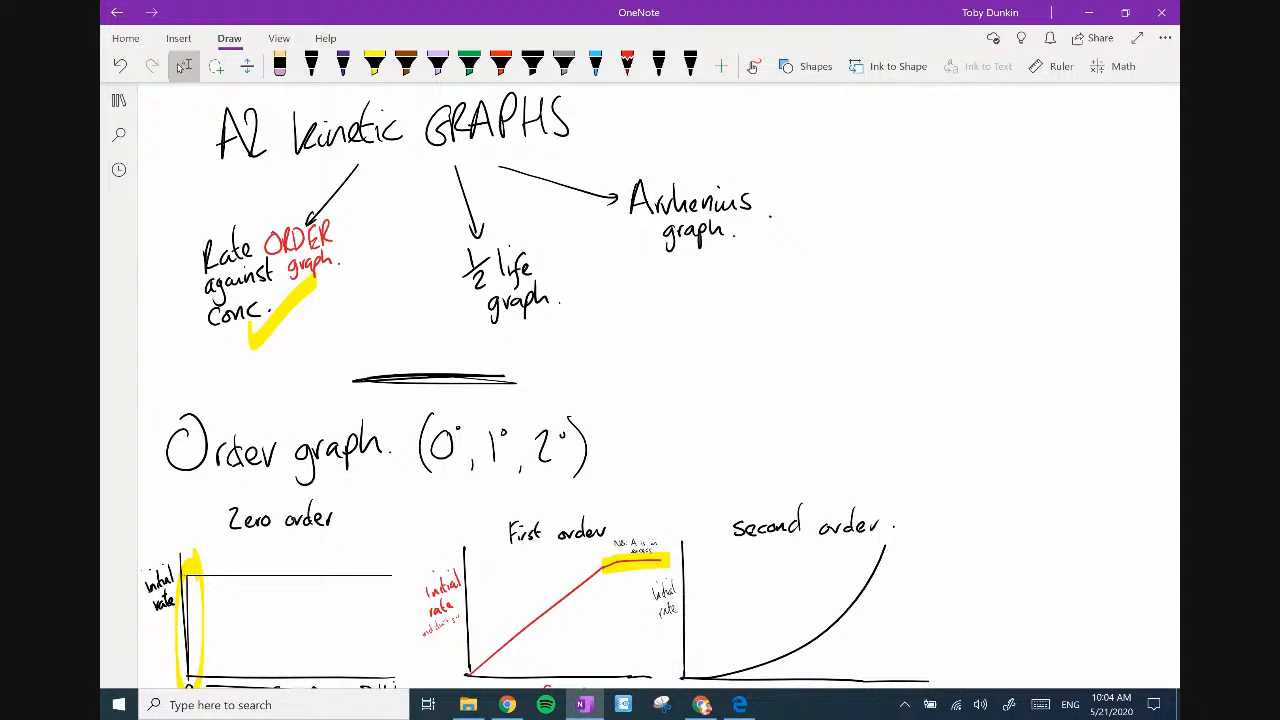 OneNote
Toby Dunkin
Home Insert Draw View Help
Share
Shapes Ink to Shape Ink to Text Ruler Math
A2 kinetic GRAPHS
Rate ORDER
against graph.
conc.
1/2 life
graph.
Arrhenius
graph.
Order graph. (0°, 1°, 2°)
Zero order
Initial
rate
First order
A is in
excess
Initial
rate
second order.
Initial
rate
Type here to search
10:04 AM
5/21/2020